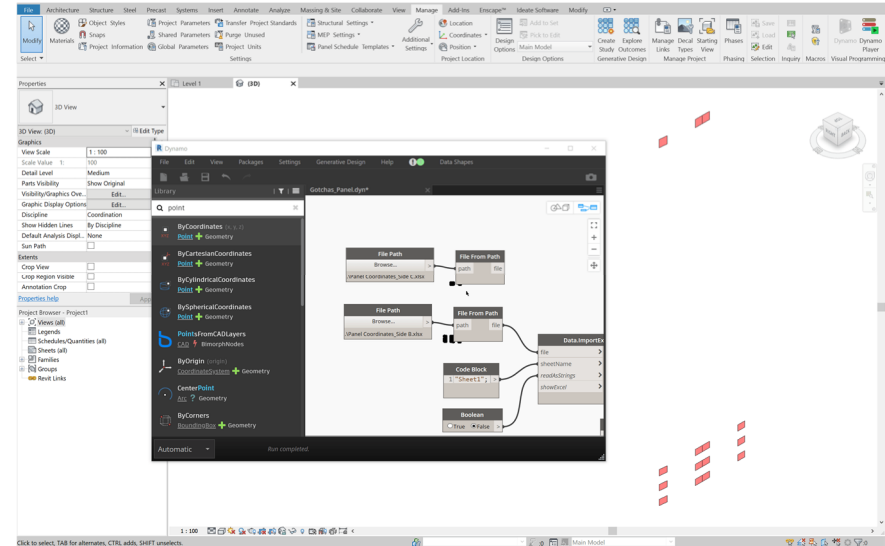 File Architecture Structure Steel Precast Systems Insert Annotate Analyze Massing & Site Collaborate View Manage Add-Ins Enscape™ Ideate Software Modify
Modify
Materials
Object Styles
Snaps
Project Information
Project Parameters
Shared Parameters
Global Parameters
Transfer Project Standards
Purge Unused
Project Units
Structural Settings
MEP Settings
Panel Schedule Templates
Additional
Settings
Location
Coordinates
Position
Design
Options
Add to Set
Pick to Edit
Main Model
Create
Study
Explore
Outcomes
Manage
Links
Decal
Types
Starting
View
Phases
Save
Load
Edit
Dynamo
Dynamo
Player
Select
Settings
Project Location
Design Options
Generative Design
Manage Project
Phasing
Selection
Inquiry
Macros
Visual Programming
Properties
Level 1
(3D)
3D View
3D View: (3D)
Edit Type
Graphics
View Scale 1 : 100
Scale Value 1: 100
Detail Level Medium
Parts Visibility Show Original
Visibility/Graphics Ove... Edit...
Graphic Display Options Edit...
Discipline Coordination
Show Hidden Lines By Discipline
Default Analysis Displ... None
Sun Path
Extents
Crop View
Crop Region Visible
Annotation Crop
Properties help
App
Project Browser - Project1
Views (all)
Legends
Schedules/Quantities (all)
Sheets (all)
Families
Groups
Revit Links
Dynamo
File Edit View Packages Settings Generative Design Help Data Shapes
Library
Gotchas_Panel.dyn*
point
ByCoordinates (x, y, z)
Point Geometry
ByCartesianCoordinates
Point Geometry
ByCylindricalCoordinates
Point Geometry
BySphericalCoordinates
Point Geometry
PointsFromCADLayers
CAD BimorphNodes
ByOrigin (origin)
CoordinateSystem Geometry
CenterPoint
Arc ? Geometry
ByCorners
BoundingBox Geometry
File Path
Browse...
>
.\Panel Coordinates_Side C.xlsx
File From Path
path file
File Path
Browse...
>
.\Panel Coordinates_Side B.xlsx
File From Path
path file
Data.ImportEx
file >
sheetName >
readAsStrings >
showExcel >
Code Block
1 "Sheet1"; >
Boolean
True False >
Automatic
Run completed.
1 : 100
Click to select, TAB for alternates, CTRL adds, SHIFT unselects.
Main Model